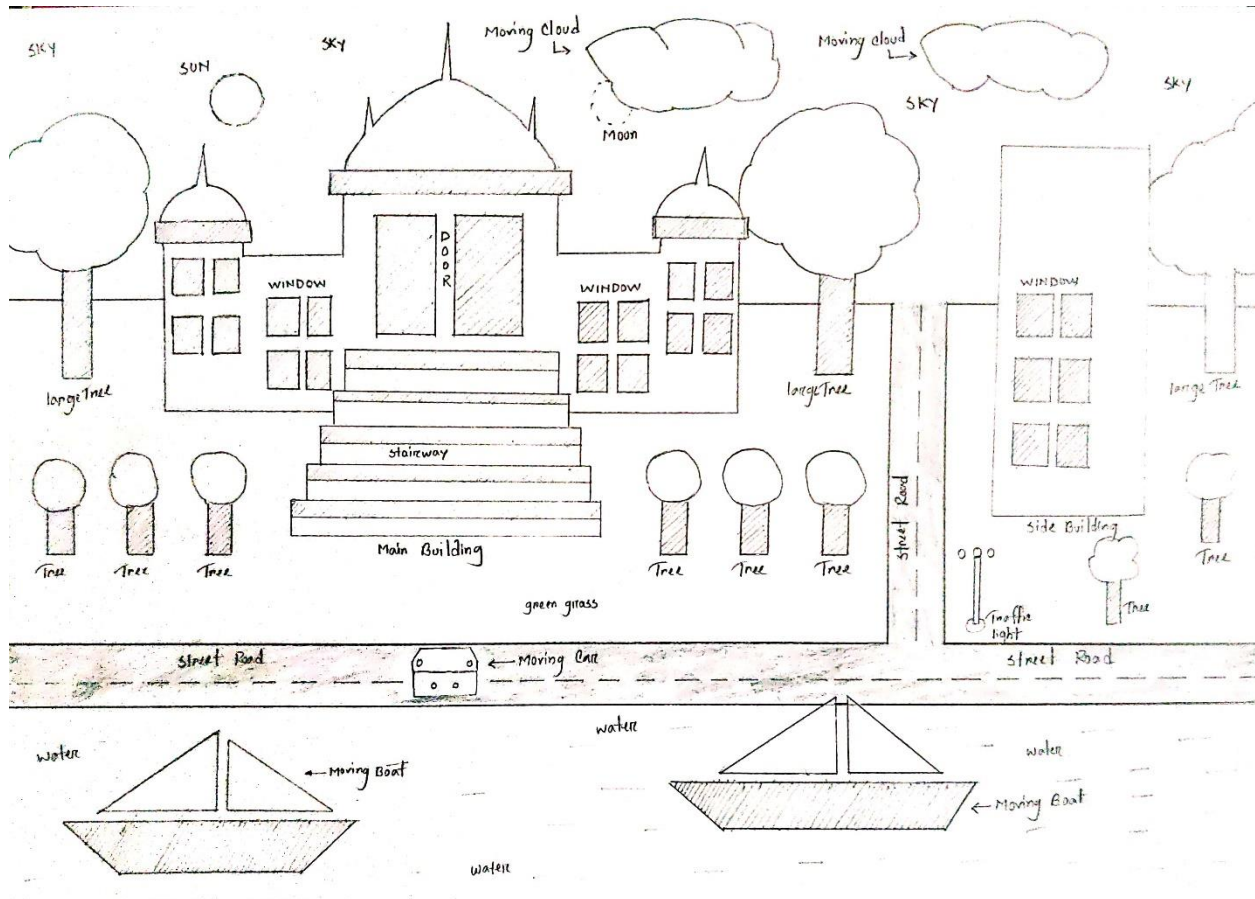 SKY
SKY
Moving Cloud
Moving Cloud
SUN
SKY
SKY
Moon
DOOR
WINDOW
WINDOW
WINDOW
large Tree
large Tree
large Tree
stairway
Street Road
Side Building
Main Building
Tree
Tree
Tree
Tree
Tree
Tree
Tree
Tree
green grass
Traffic
light
Street Road
Moving Car
Street Road
water
water
water
Moving Boat
Moving Boat
water